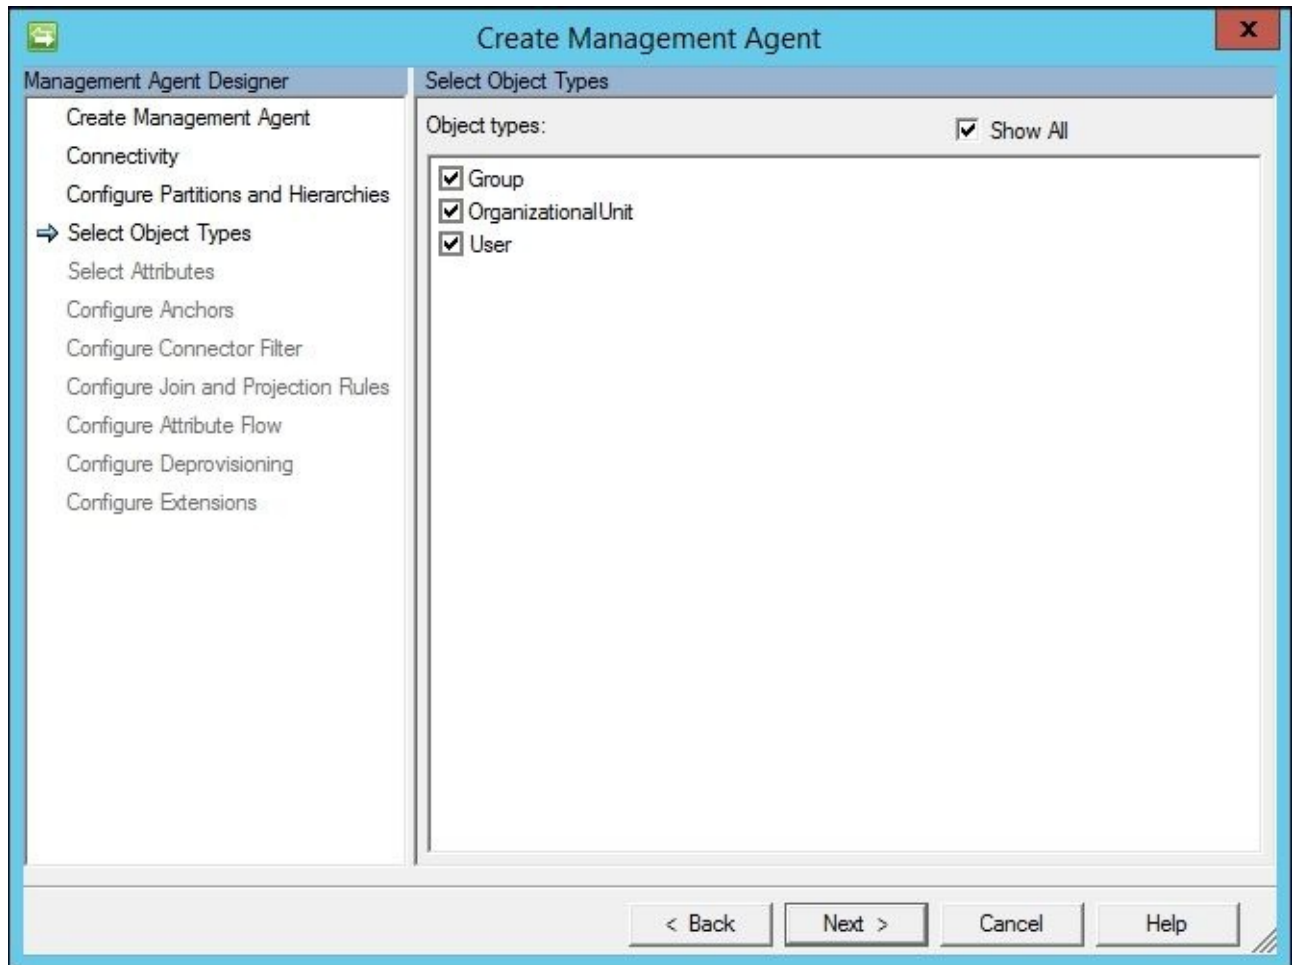 Create Management Agent
x
Management Agent Designer
Create Management Agent
Connectivity
Configure Partitions and Hierarchies
Select Object Types
Select Attributes
Configure Anchors
Configure Connector Filter
Configure Join and Projection Rules
Configure Attribute Flow
Configure Deprovisioning
Configure Extensions
Select Object Types
Object types:
Show All
Group
OrganizationalUnit
User
< Back
Next >
Cancel
Help